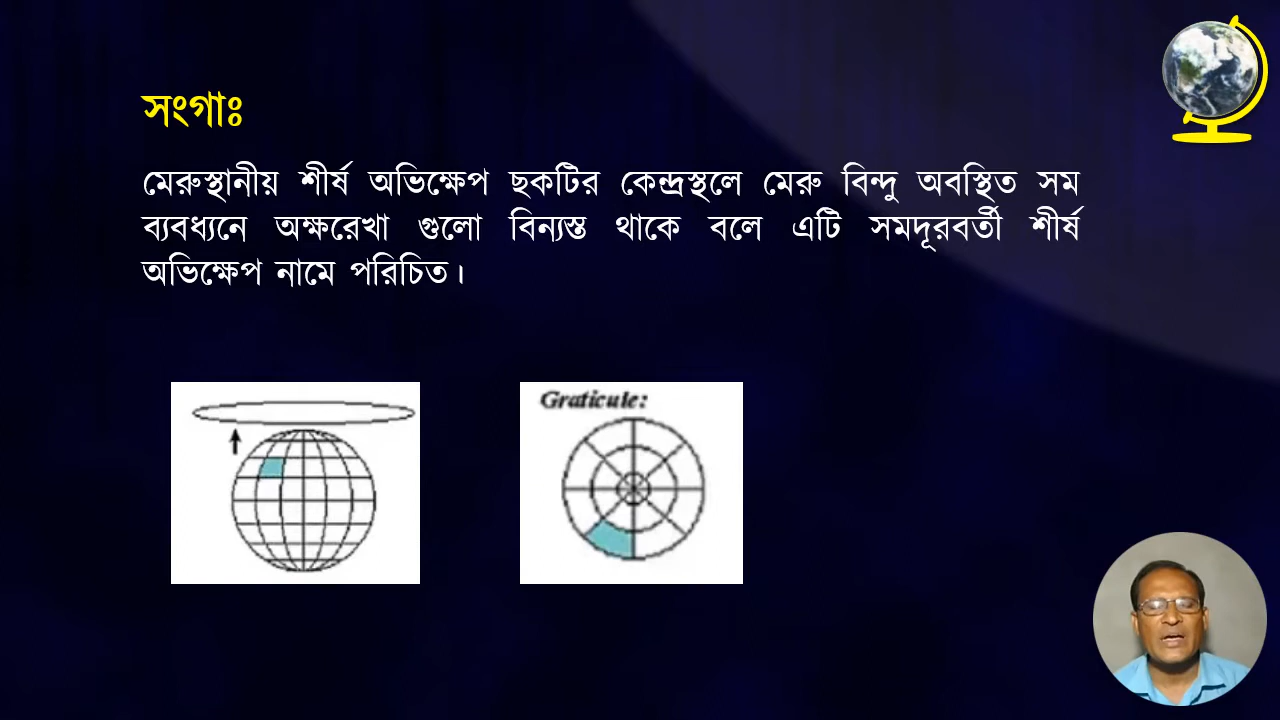 সংগাঃ
মেরুস্থানীয় শীর্ষ অভিক্ষেপ ছকটির কেন্দ্রস্থলে মেরু বিন্দু অবস্থিত সম
ব্যবধ্যনে অক্ষরেখা গুলো বিন্যস্ত থাকে বলে এটি সমদূরবর্তী শীর্ষ
অভিক্ষেপ নামে পরিচিত।
Graticule: